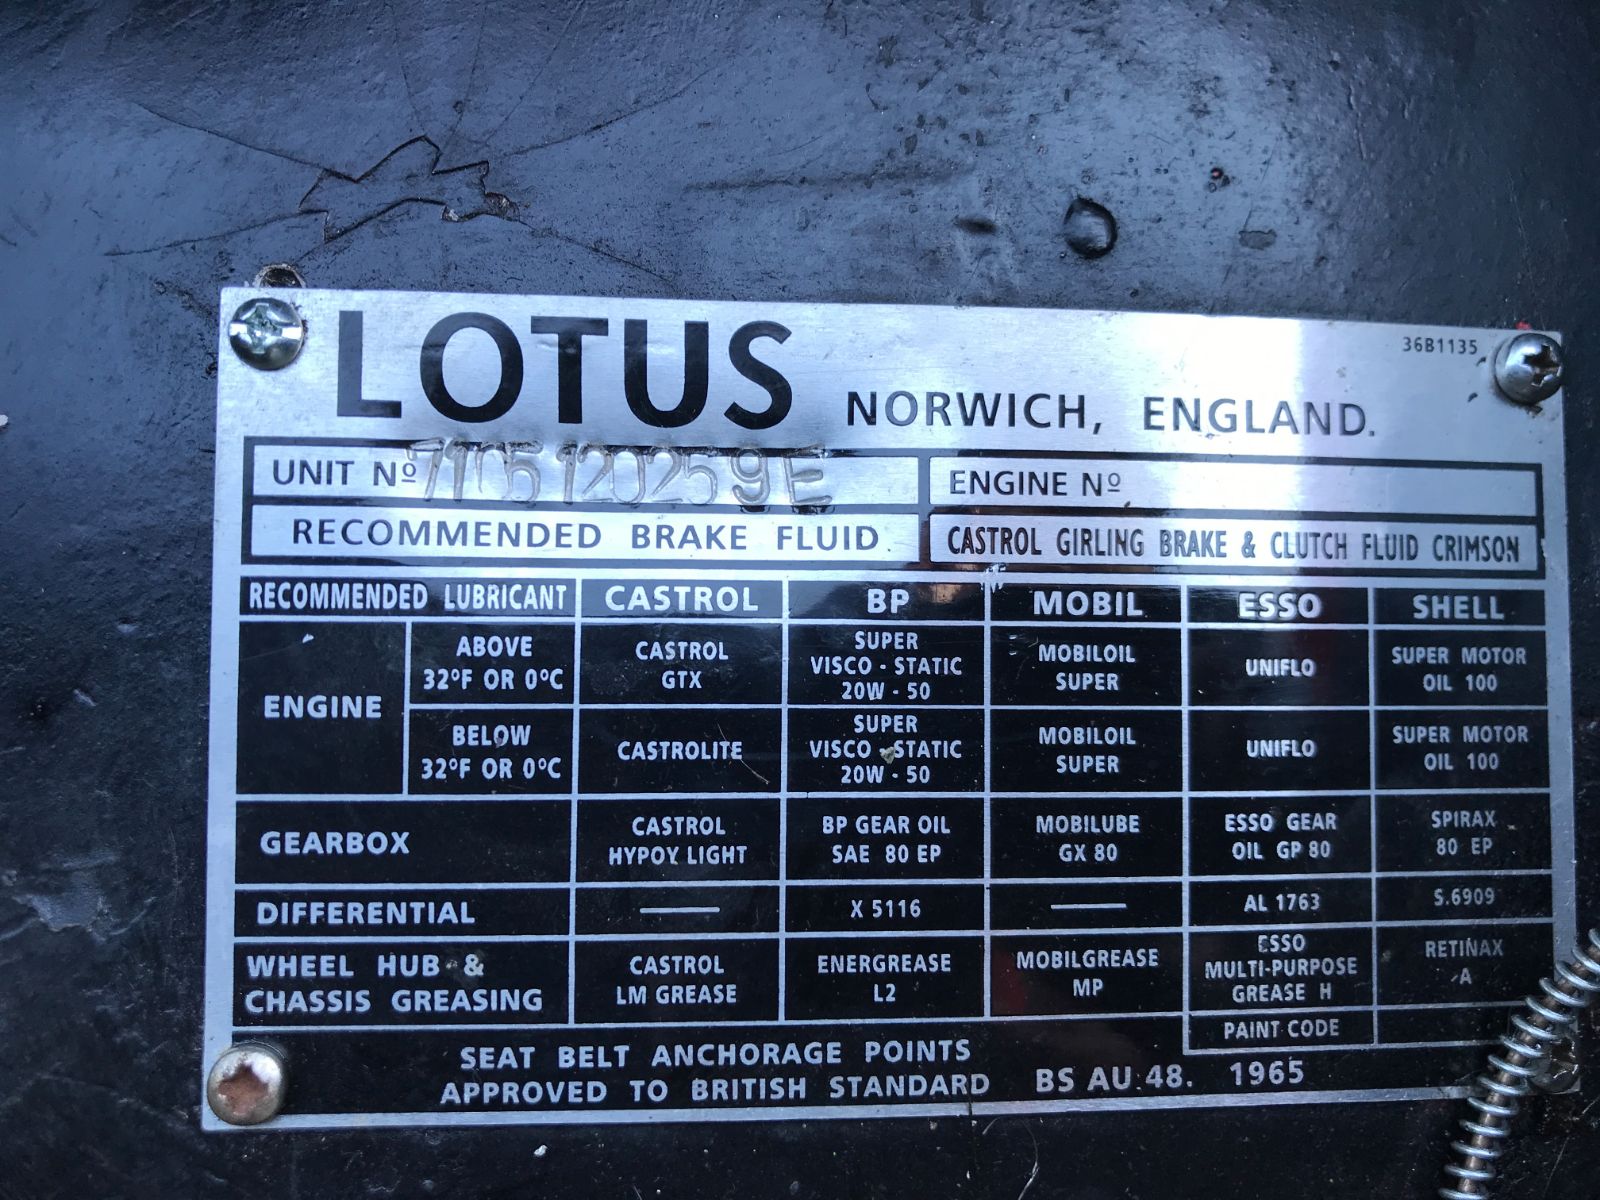 LOTUS NORWICH, ENGLAND. 36B1135
UNIT Nº 7105120259E ENGINE Nº
RECOMMENDED BRAKE FLUID CASTROL GIRLING BRAKE & CLUTCH FLUID CRIMSON
RECOMMENDED LUBRICANT CASTROL BP MOBIL ESSO SHELL
ENGINE
ABOVE
32ºF OR 0ºC
CASTROL
GTX
SUPER
VISCO - STATIC
20W - 50
MOBILOIL
SUPER
UNIFLO
SUPER MOTOR
OIL 100
BELOW
32ºF OR 0ºC
CASTROLITE
SUPER
VISCO - STATIC
20W - 50
MOBILOIL
SUPER
UNIFLO
SUPER MOTOR
OIL 100
GEARBOX
CASTROL
HYPOY LIGHT
BP GEAR OIL
SAE 80 EP
MOBILUBE
GX 80
ESSO GEAR
OIL GP 80
SPIRAX
80 EP
DIFFERENTIAL — X 5116 — AL 1763 S.6909
WHEEL HUB &
CHASSIS GREASING
CASTROL
LM GREASE
ENERGREASE
L2
MOBILGREASE
MP
ESSO
MULTI-PURPOSE
GREASE H
RETINAX
A
PAINT CODE
SEAT BELT ANCHORAGE POINTS
APPROVED TO BRITISH STANDARD BS AU 48. 1965